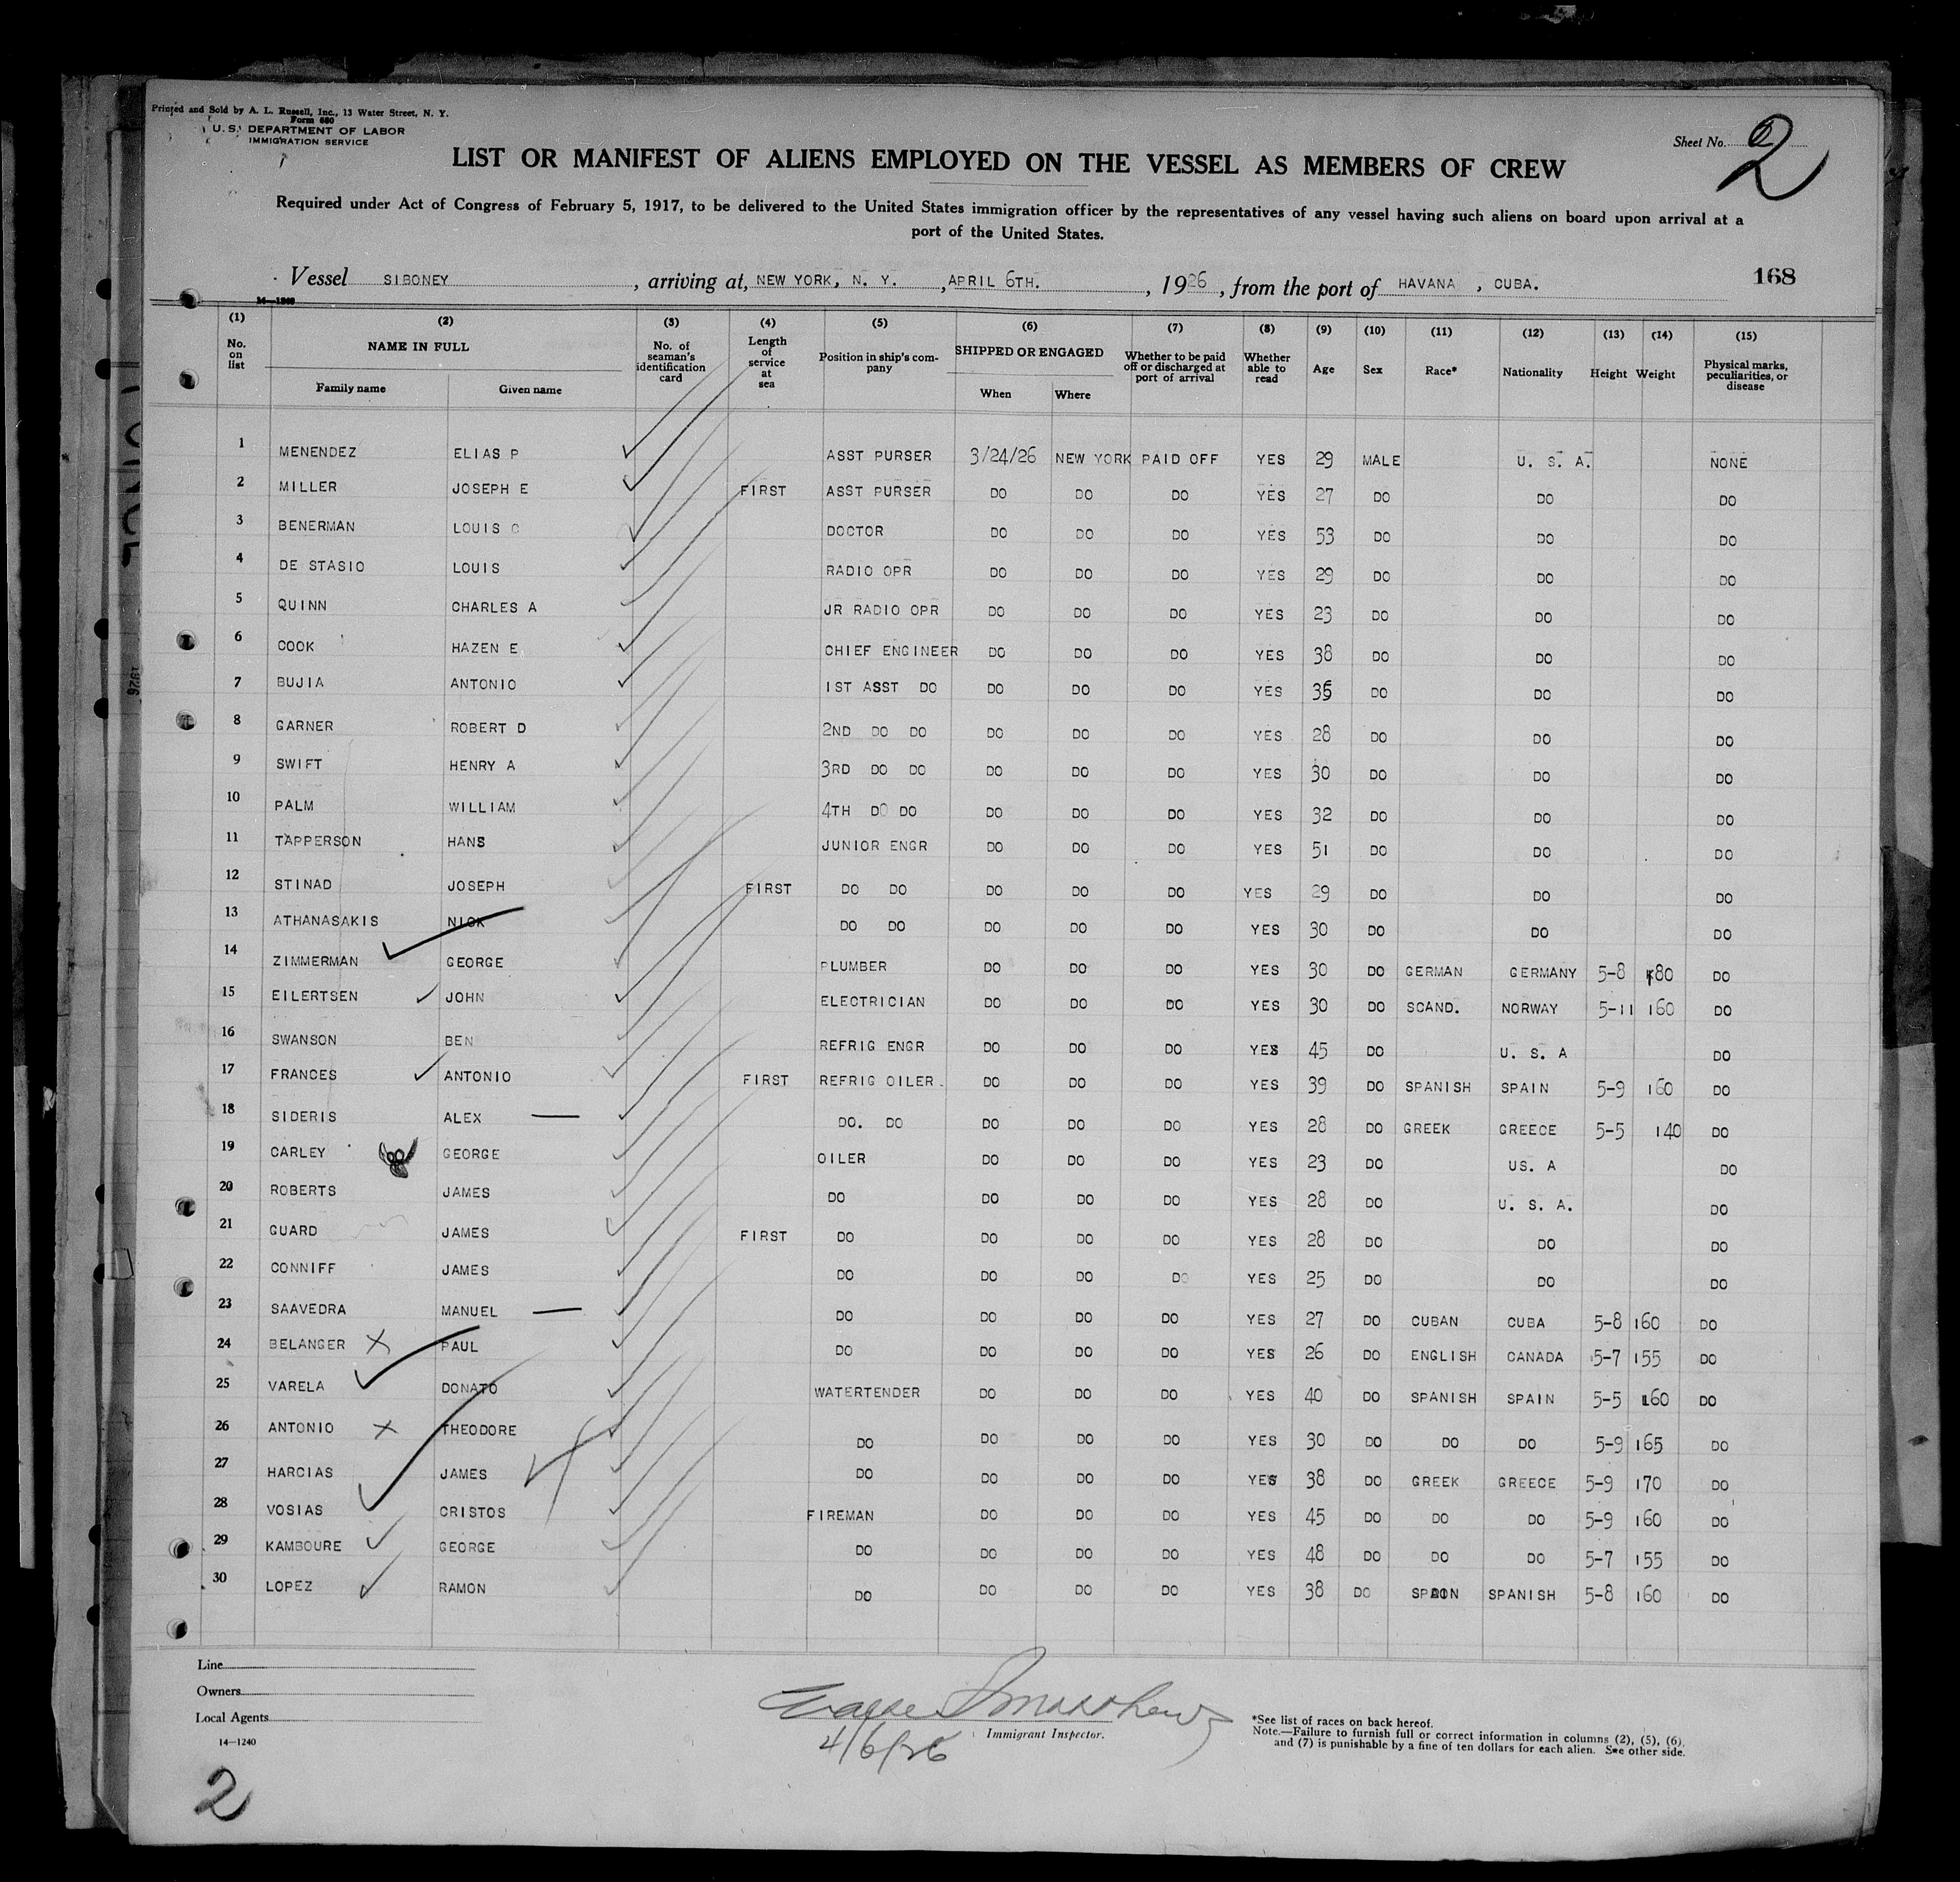 Printed and Sold by A. L. Russell, Inc., 13 Water Street, N. Y.
Form 680
U. S. DEPARTMENT OF LABOR
IMMIGRATION SERVICE
Sheet No. 2
2
LIST OR MANIFEST OF ALIENS EMPLOYED ON THE VESSEL AS MEMBERS OF CREW
Required under Act of Congress of February 5, 1917, to be delivered to the United States immigration officer by the representatives of any vessel having such aliens on board upon arrival at a
port of the United States.
Vessel SIBONEY, arriving at, NEW YORK, N. Y., APRIL 6TH., 1926, from the port of HAVANA, CUBA. 168
14—1240
(1) (2) (3) (4) (5) (6) (7) (8) (9) (10) (11) (12) (13) (14) (15)
No. on list NAME IN FULL Family name Given name No. of seaman's identification card Length of service at sea Position in ship's company SHIPPED OR ENGAGED When Where Whether to be paid off or discharged at port of arrival Whether able to read Age Sex Race* Nationality Height Weight Physical marks, peculiarities, or disease
1 MENENDEZ ELIAS P ASST PURSER 3/24/26 NEW YORK PAID OFF YES 29 MALE U. S. A. NONE
2 MILLER JOSEPH E FIRST ASST PURSER DO DO DO YES 27 DO DO DO
3 BENERMAN LOUIS C DOCTOR DO DO DO YES 53 DO DO DO
4 DE STASIO LOUIS RADIO OPR DO DO DO YES 29 DO DO DO
5 QUINN CHARLES A JR RADIO OPR DO DO DO YES 23 DO DO DO
6 COOK HAZEN E CHIEF ENGINEER DO DO DO YES 38 DO DO DO
7 BUJIA ANTONIO 1ST ASST DO DO DO DO YES 36 DO DO DO
8 GARNER ROBERT D 2ND DO DO DO DO DO YES 28 DO DO DO
9 SWIFT HENRY A 3RD DO DO DO DO DO YES 30 DO DO DO
10 PALM WILLIAM 4TH DO DO DO DO DO YES 32 DO DO DO
11 TAPPERSON HANS JUNIOR ENGR DO DO DO YES 51 DO DO DO
12 STINAD JOSEPH FIRST DO DO DO DO DO YES 29 DO DO DO
13 ATHANASAKIS NICK DO DO DO DO DO YES 30 DO DO DO
14 ZIMMERMAN GEORGE PLUMBER DO DO DO YES 30 DO GERMAN GERMANY 5-8 180 DO
15 EILERTSEN JOHN ELECTRICIAN DO DO DO YES 30 DO SCAND. NORWAY 5-11 160 DO
16 SWANSON BEN REFRIG ENGR DO DO DO YES 45 DO U. S. A DO
17 FRANCES ANTONIO FIRST REFRIG OILER. DO DO DO YES 39 DO SPANISH SPAIN 5-9 160 DO
18 SIDERIS ALEX DO. DO DO DO DO YES 28 DO GREEK GREECE 5-5 140 DO
19 CARLEY GEORGE OILER DO DO DO YES 23 DO US. A DO
20 ROBERTS JAMES DO DO DO DO YES 28 DO U. S. A. DO
21 GUARD JAMES FIRST DO DO DO DO YES 28 DO DO DO
22 CONNIFF JAMES DO DO DO DO YES 25 DO DO DO
23 SAAVEDRA MANUEL DO DO DO DO YES 27 DO CUBAN CUBA 5-8 160 DO
24 BELANGER PAUL DO DO DO DO YES 26 DO ENGLISH CANADA 5-7 155 DO
25 VARELA DONATO WATERTENDER DO DO DO YES 40 DO SPANISH SPAIN 5-5 160 DO
26 ANTONIO THEODORE DO DO DO DO YES 30 DO DO DO 5-9 165 DO
27 HARCIAS JAMES DO DO DO DO YES 38 DO GREEK GREECE 5-9 170 DO
28 VOSIAS CRISTOS FIREMAN DO DO DO YES 45 DO DO DO 5-9 160 DO
29 KAMBOURE GEORGE DO DO DO DO YES 48 DO DO DO 5-7 155 DO
30 LOPEZ RAMON DO DO DO DO YES 38 DO SPAIN SPANISH 5-8 160 DO
Line
Owners
Local Agents
14—1240
4/6/26
Immigrant Inspector.
*See list of races on back hereof.
Note.—Failure to furnish full or correct information in columns (2), (5), (6),
and (7) is punishable by a fine of ten dollars for each alien. See other side.
2